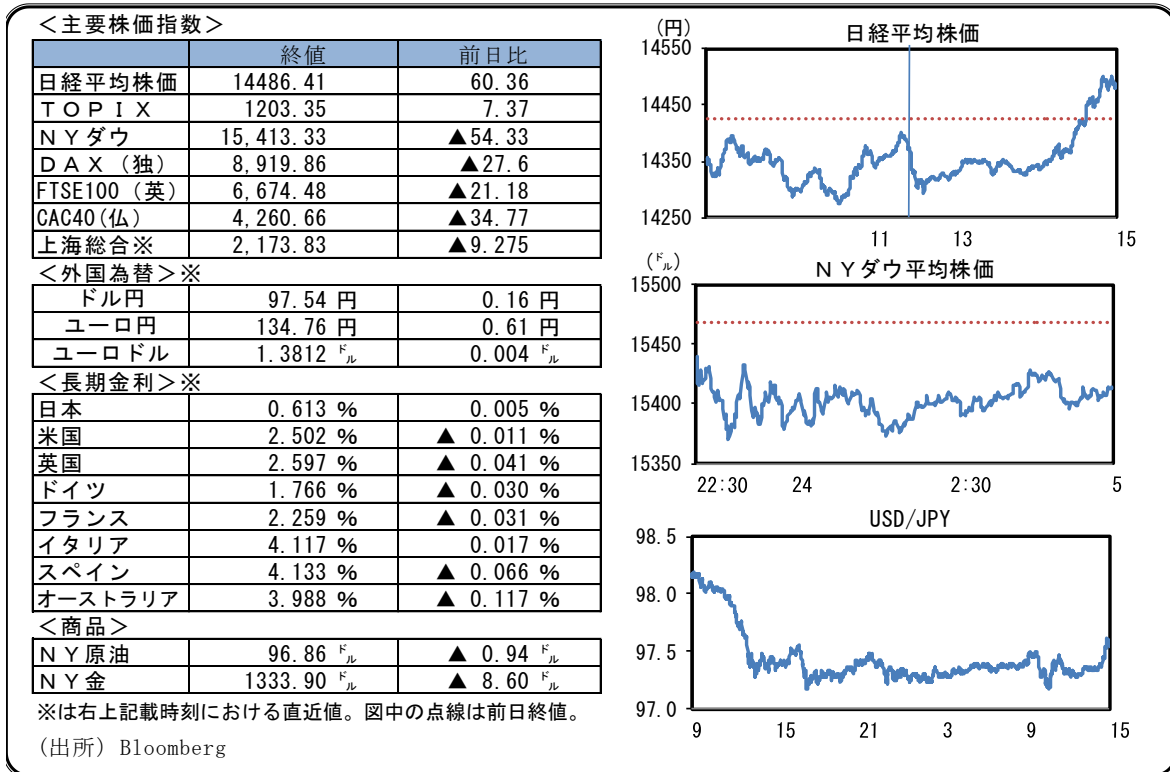 ＜主要株価指数＞
終値 前日比
日経平均株価 14486.41 60.36
ＴＯＰＩＸ 1203.35 7.37
ＮＹダウ 15,413.33 ▲54.33
ＤＡＸ（独） 8,919.86 ▲27.6
FTSE100（英） 6,674.48 ▲21.18
CAC40(仏) 4,260.66 ▲34.77
上海総合※ 2,173.83 ▲9.275
＜外国為替＞※
ドル円 97.54 円 0.16 円
ユーロ円 134.76 円 0.61 円
ユーロドル 1.3812 ㌦ 0.004 ㌦
＜長期金利＞※
日本 0.613 % 0.005 %
米国 2.502 % ▲ 0.011 %
英国 2.597 % ▲ 0.041 %
ドイツ 1.766 % ▲ 0.030 %
フランス 2.259 % ▲ 0.031 %
イタリア 4.117 % 0.017 %
スペイン 4.133 % ▲ 0.066 %
オーストラリア 3.988 % ▲ 0.117 %
＜商品＞
ＮＹ原油 96.86 ㌦ ▲ 0.94 ㌦
ＮＹ金 1333.90 ㌦ ▲ 8.60 ㌦
※は右上記載時刻における直近値。図中の点線は前日終値。
(出所) Bloomberg
(円) 日経平均株価
14550
14450
14350
14250
11 13 15
(㌦) ＮＹダウ平均株価
15500
15450
15400
15350
22:30 24 2:30 5
USD/JPY
98.5
98.0
97.5
97.0
9 15 21 3 9 15